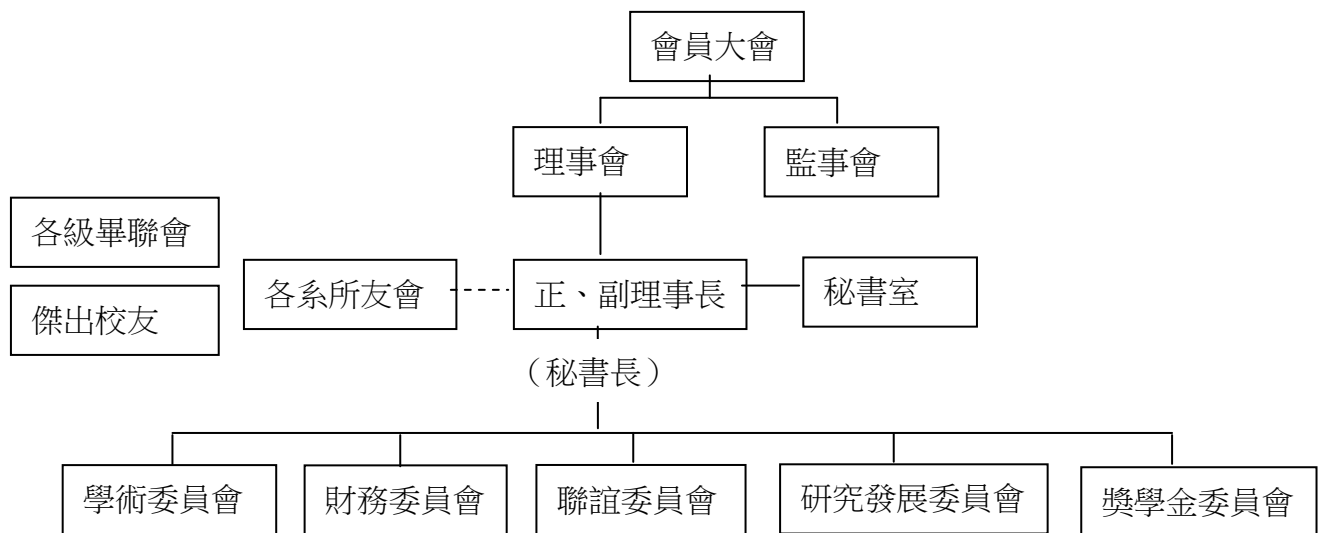 會員大會
理事會
監事會
各級畢聯會
各系所友會
正、副理事長
秘書室
傑出校友
（秘書長）
學術委員會
財務委員會
聯誼委員會
研究發展委員會
獎學金委員會